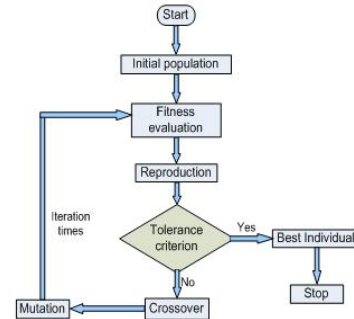 Start
Initial population
Fitness
evaluation
Reproduction
Iteration
times
Tolerance
criterion
Yes
Best Individual
No
Stop
Mutation
Crossover